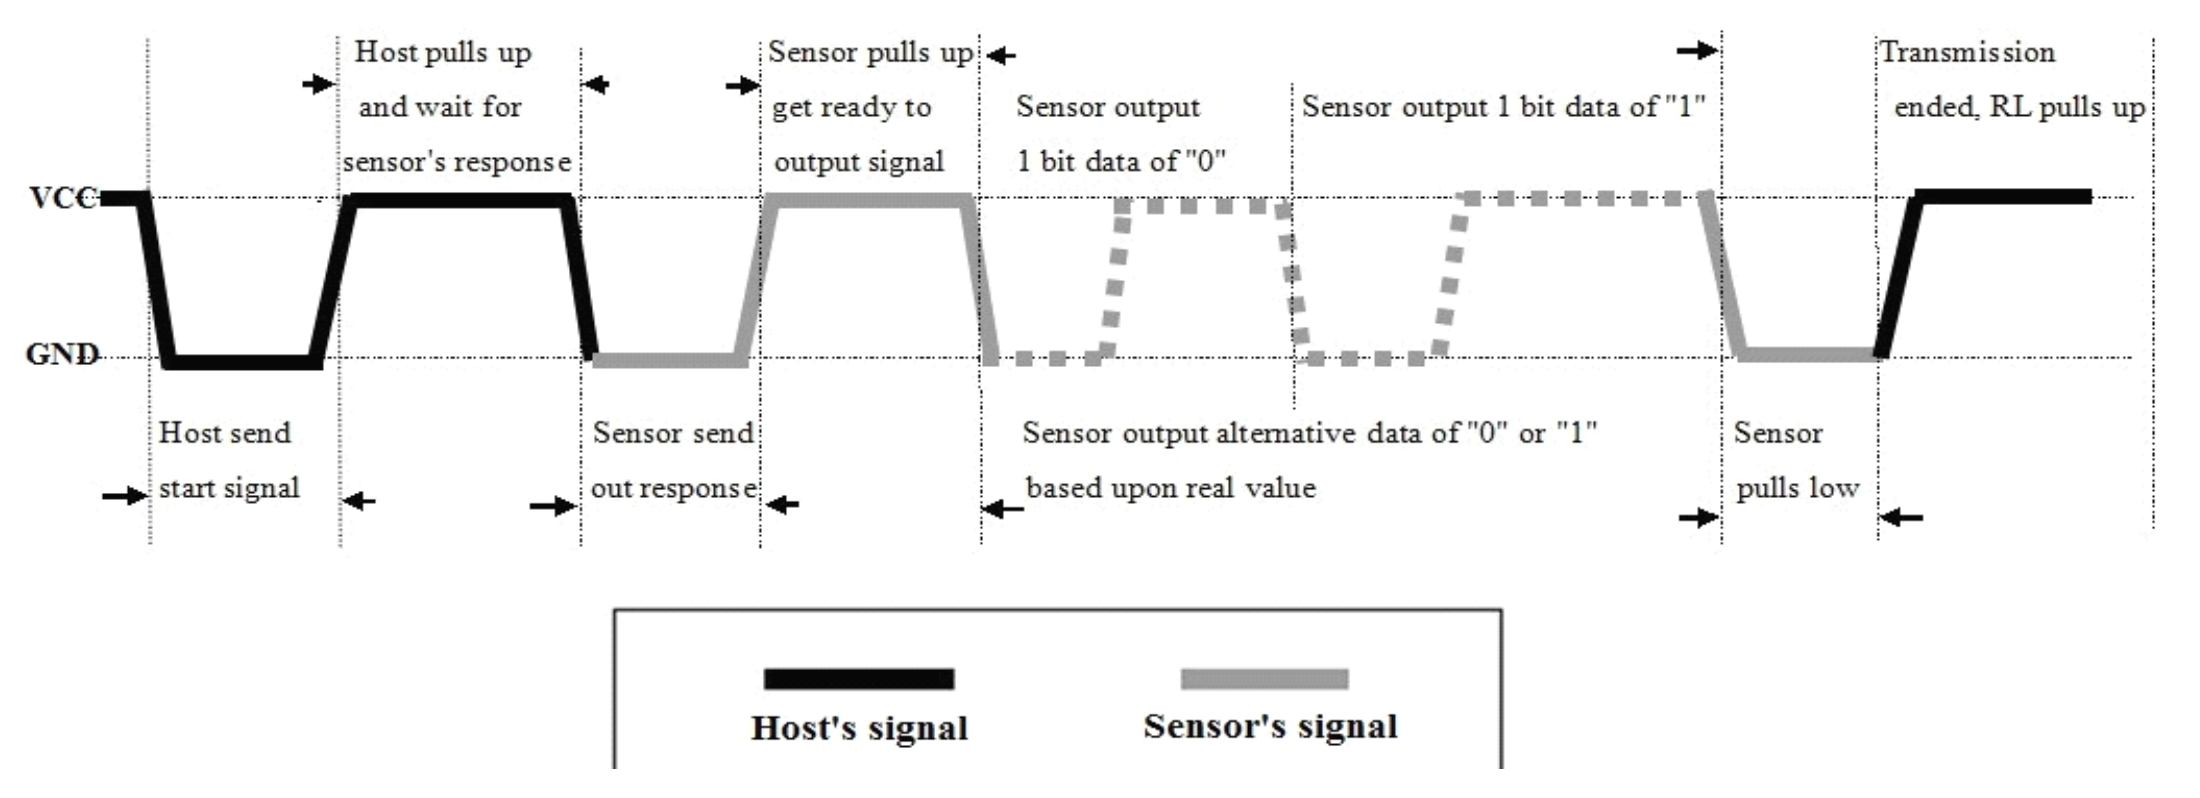 Host pulls up
and wait for
sensor's response
Sensor pulls up
get ready to
output signal
Sensor output
1 bit data of "0"
Sensor output 1 bit data of "1"
Transmission
ended, RL pulls up
VCC
GND
Host send
start signal
Sensor send
out response
Sensor output alternative data of "0" or "1"
based upon real value
Sensor
pulls low
Host's signal
Sensor's signal